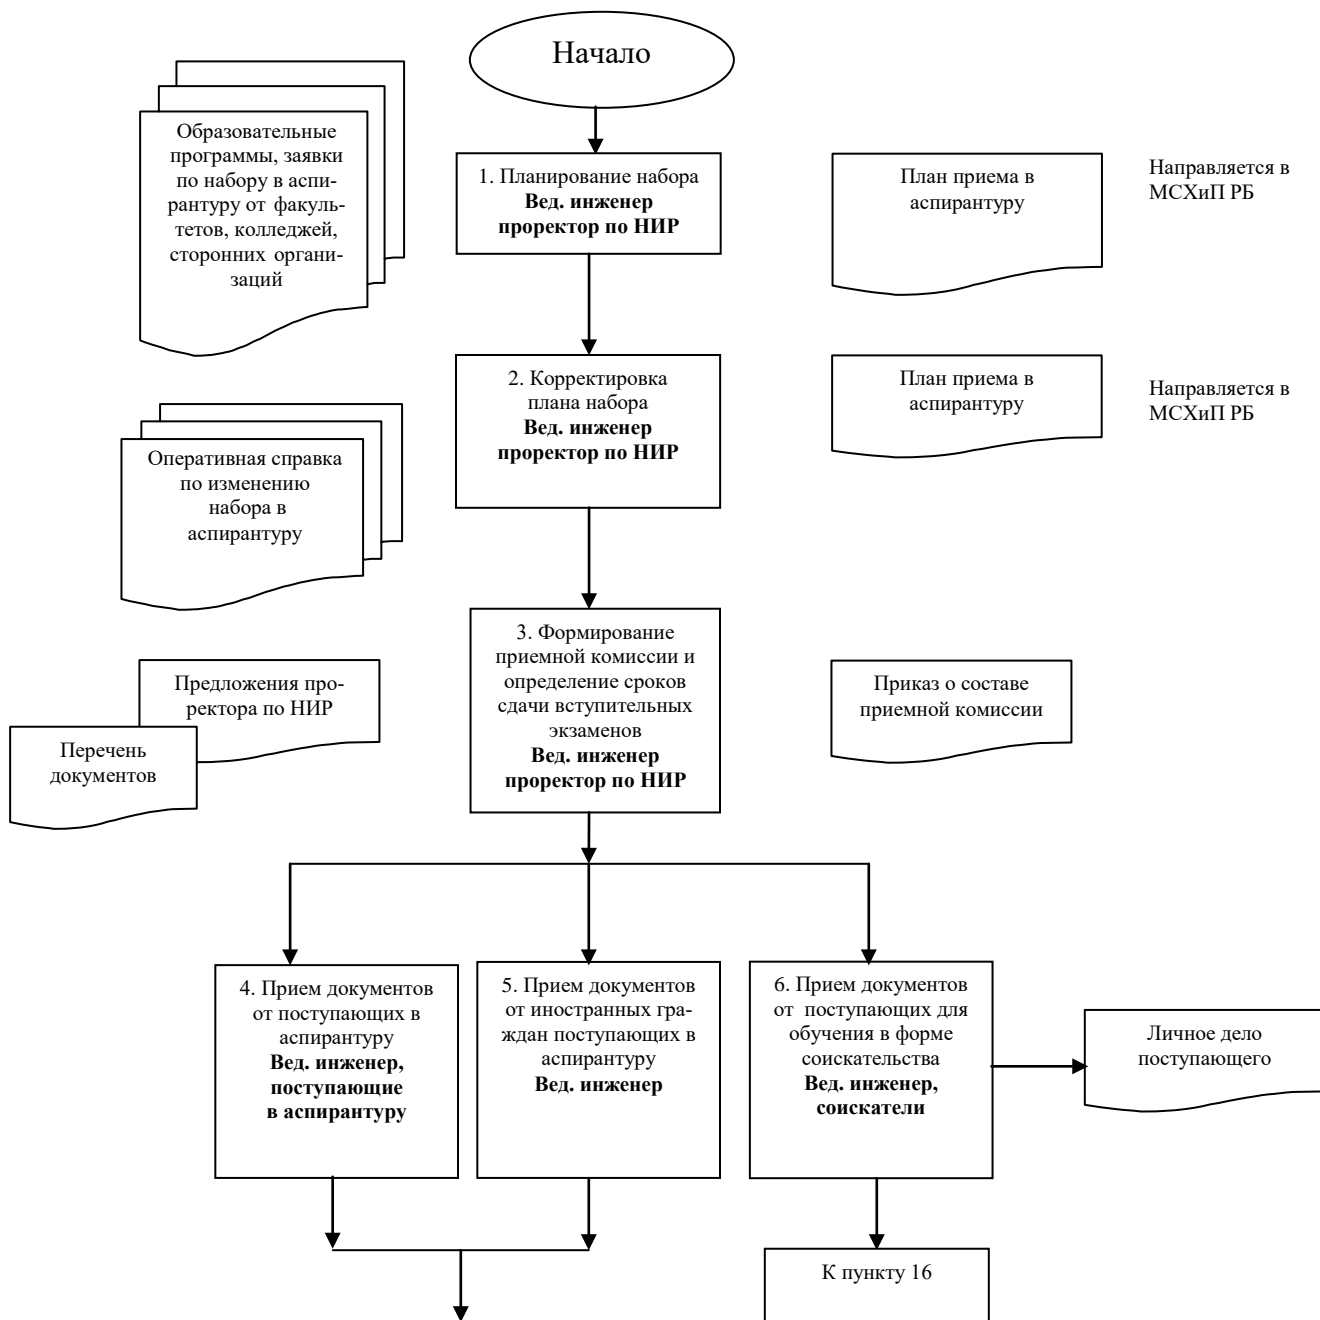 Начало
Образовательные
программы, заявки
по набору в аспи-
рантуру от факуль-
тетов, колледжей,
сторонних органи-
заций
1. Планирование набора
Вед. инженер
проректор по НИР
План приема в
аспирантуру
Направляется в
МСХиП РБ
2. Корректировка
плана набора
Вед. инженер
проректор по НИР
План приема в
аспирантуру
Направляется в
МСХиП РБ
Оперативная справка
по изменению
набора в
аспирантуру
3. Формирование
приемной комиссии и
определение сроков
сдачи вступительных
экзаменов
Вед. инженер
проректор по НИР
Предложения про-
ректора по НИР
Перечень
документов
Приказ о составе
приемной комиссии
4. Прием документов
от поступающих в
аспирантуру
Вед. инженер,
поступающие
в аспирантуру
5. Прием документов
от иностранных гра-
ждан поступающих в
аспирантуру
Вед. инженер
6. Прием документов
от поступающих для
обучения в форме
соискательства
Вед. инженер,
соискатели
Личное дело
поступающего
К пункту 16